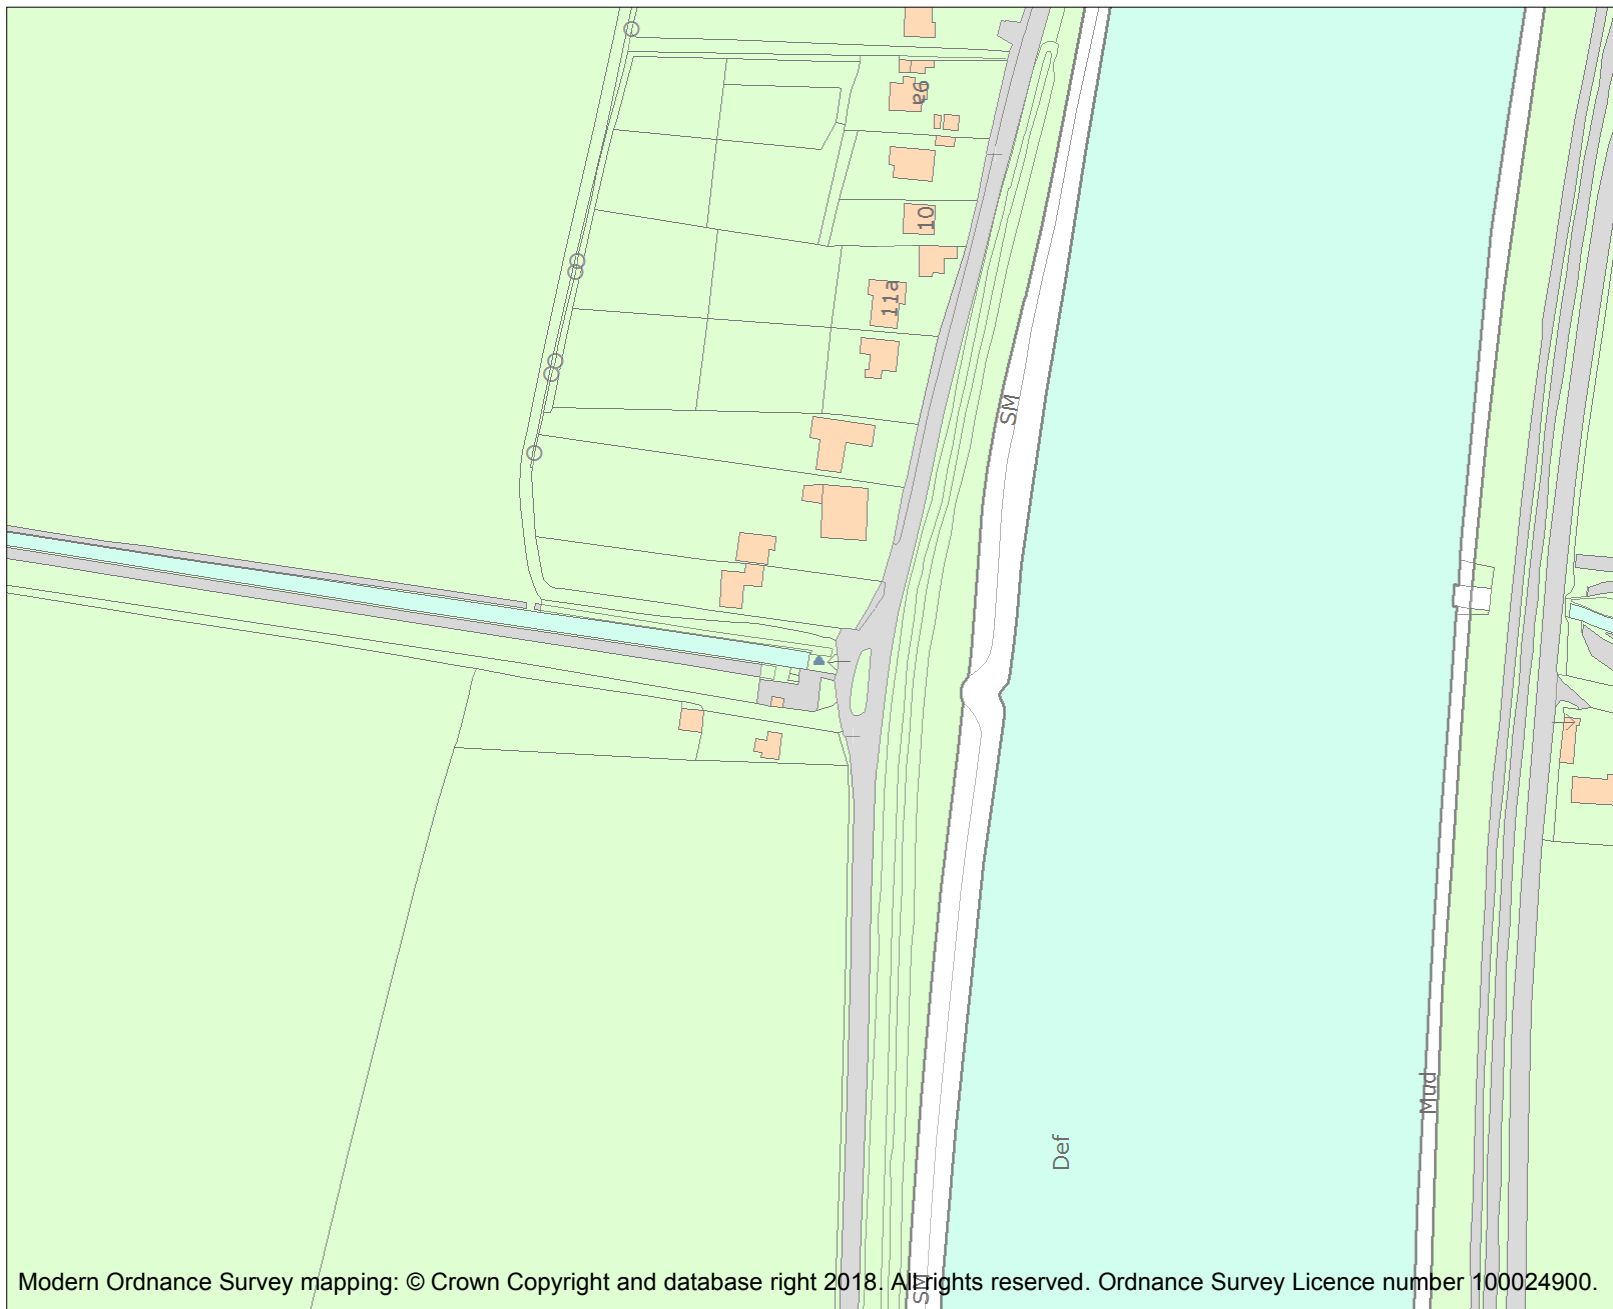 9a
10
11a
SM
Mud
Def
SM
Modern Ordnance Survey mapping: © Crown Copyright and database right 2018. All rights reserved. Ordnance Survey Licence number 100024900.